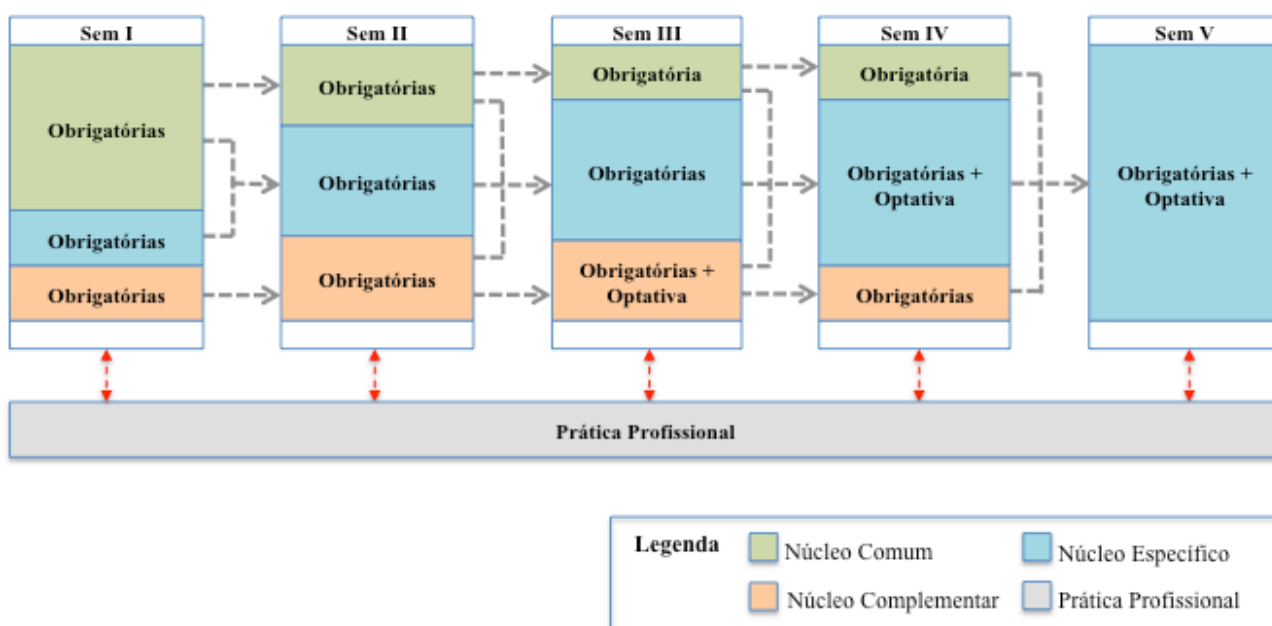 Sem I
Sem II
Sem III
Sem IV
Sem V
Obrigatórias
Obrigatórias
Obrigatória
Obrigatória
Obrigatórias
Obrigatórias
Obrigatórias +
Optativa
Obrigatórias +
Optativa
Obrigatórias
Obrigatórias
Obrigatórias
Obrigatórias +
Optativa
Obrigatórias
Prática Profissional
Legenda
Núcleo Comum
Núcleo Específico
Núcleo Complementar
Prática Profissional